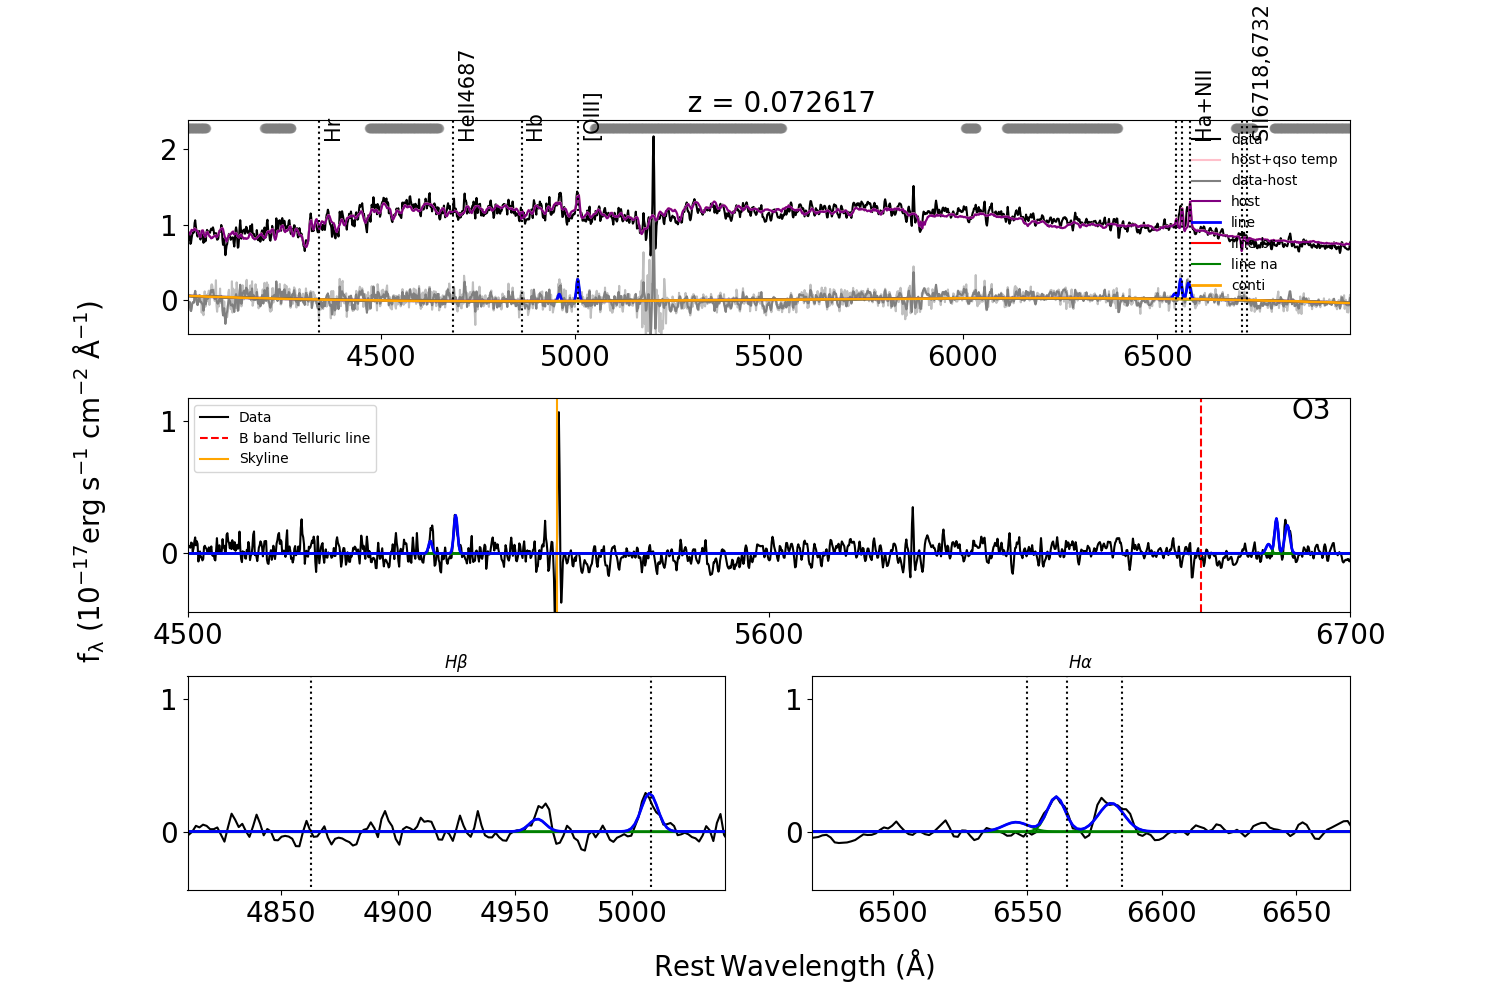 z = 0.072617
Hr
HeII4687
Hb
[OIII]
Ha+NII
SII6718,6732
data
host+qso temp
data-host
host
line
line na
conti
2
1
0
4500
5000
5500
6000
6500
fλ (10−17erg s−1 cm−2 Å−1)
O3
Data
B band Telluric line
Skyline
1
0
4500
5600
6700
Hβ
1
0
4850
4900
4950
5000
Hα
1
0
6500
6550
6600
6650
Rest Wavelength (Å)